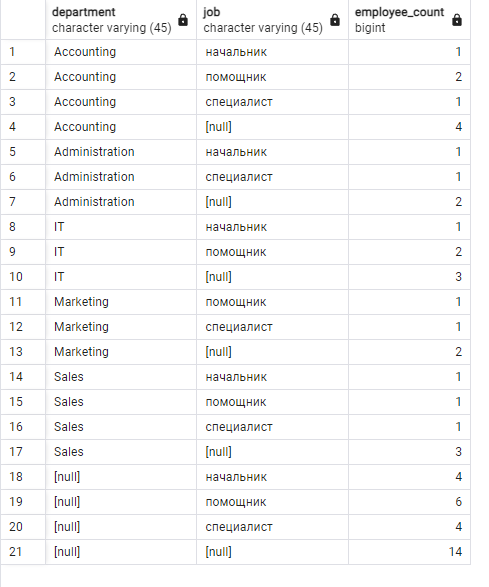 department job employee_count
character varying (45) character varying (45) bigint
1 Accounting начальник 1
2 Accounting помощник 2
3 Accounting специалист 1
4 Accounting [null] 4
5 Administration начальник 1
6 Administration специалист 1
7 Administration [null] 2
8 IT начальник 1
9 IT помощник 2
10 IT [null] 3
11 Marketing помощник 1
12 Marketing специалист 1
13 Marketing [null] 2
14 Sales начальник 1
15 Sales помощник 1
16 Sales специалист 1
17 Sales [null] 3
18 [null] начальник 4
19 [null] помощник 6
20 [null] специалист 4
21 [null] [null] 14